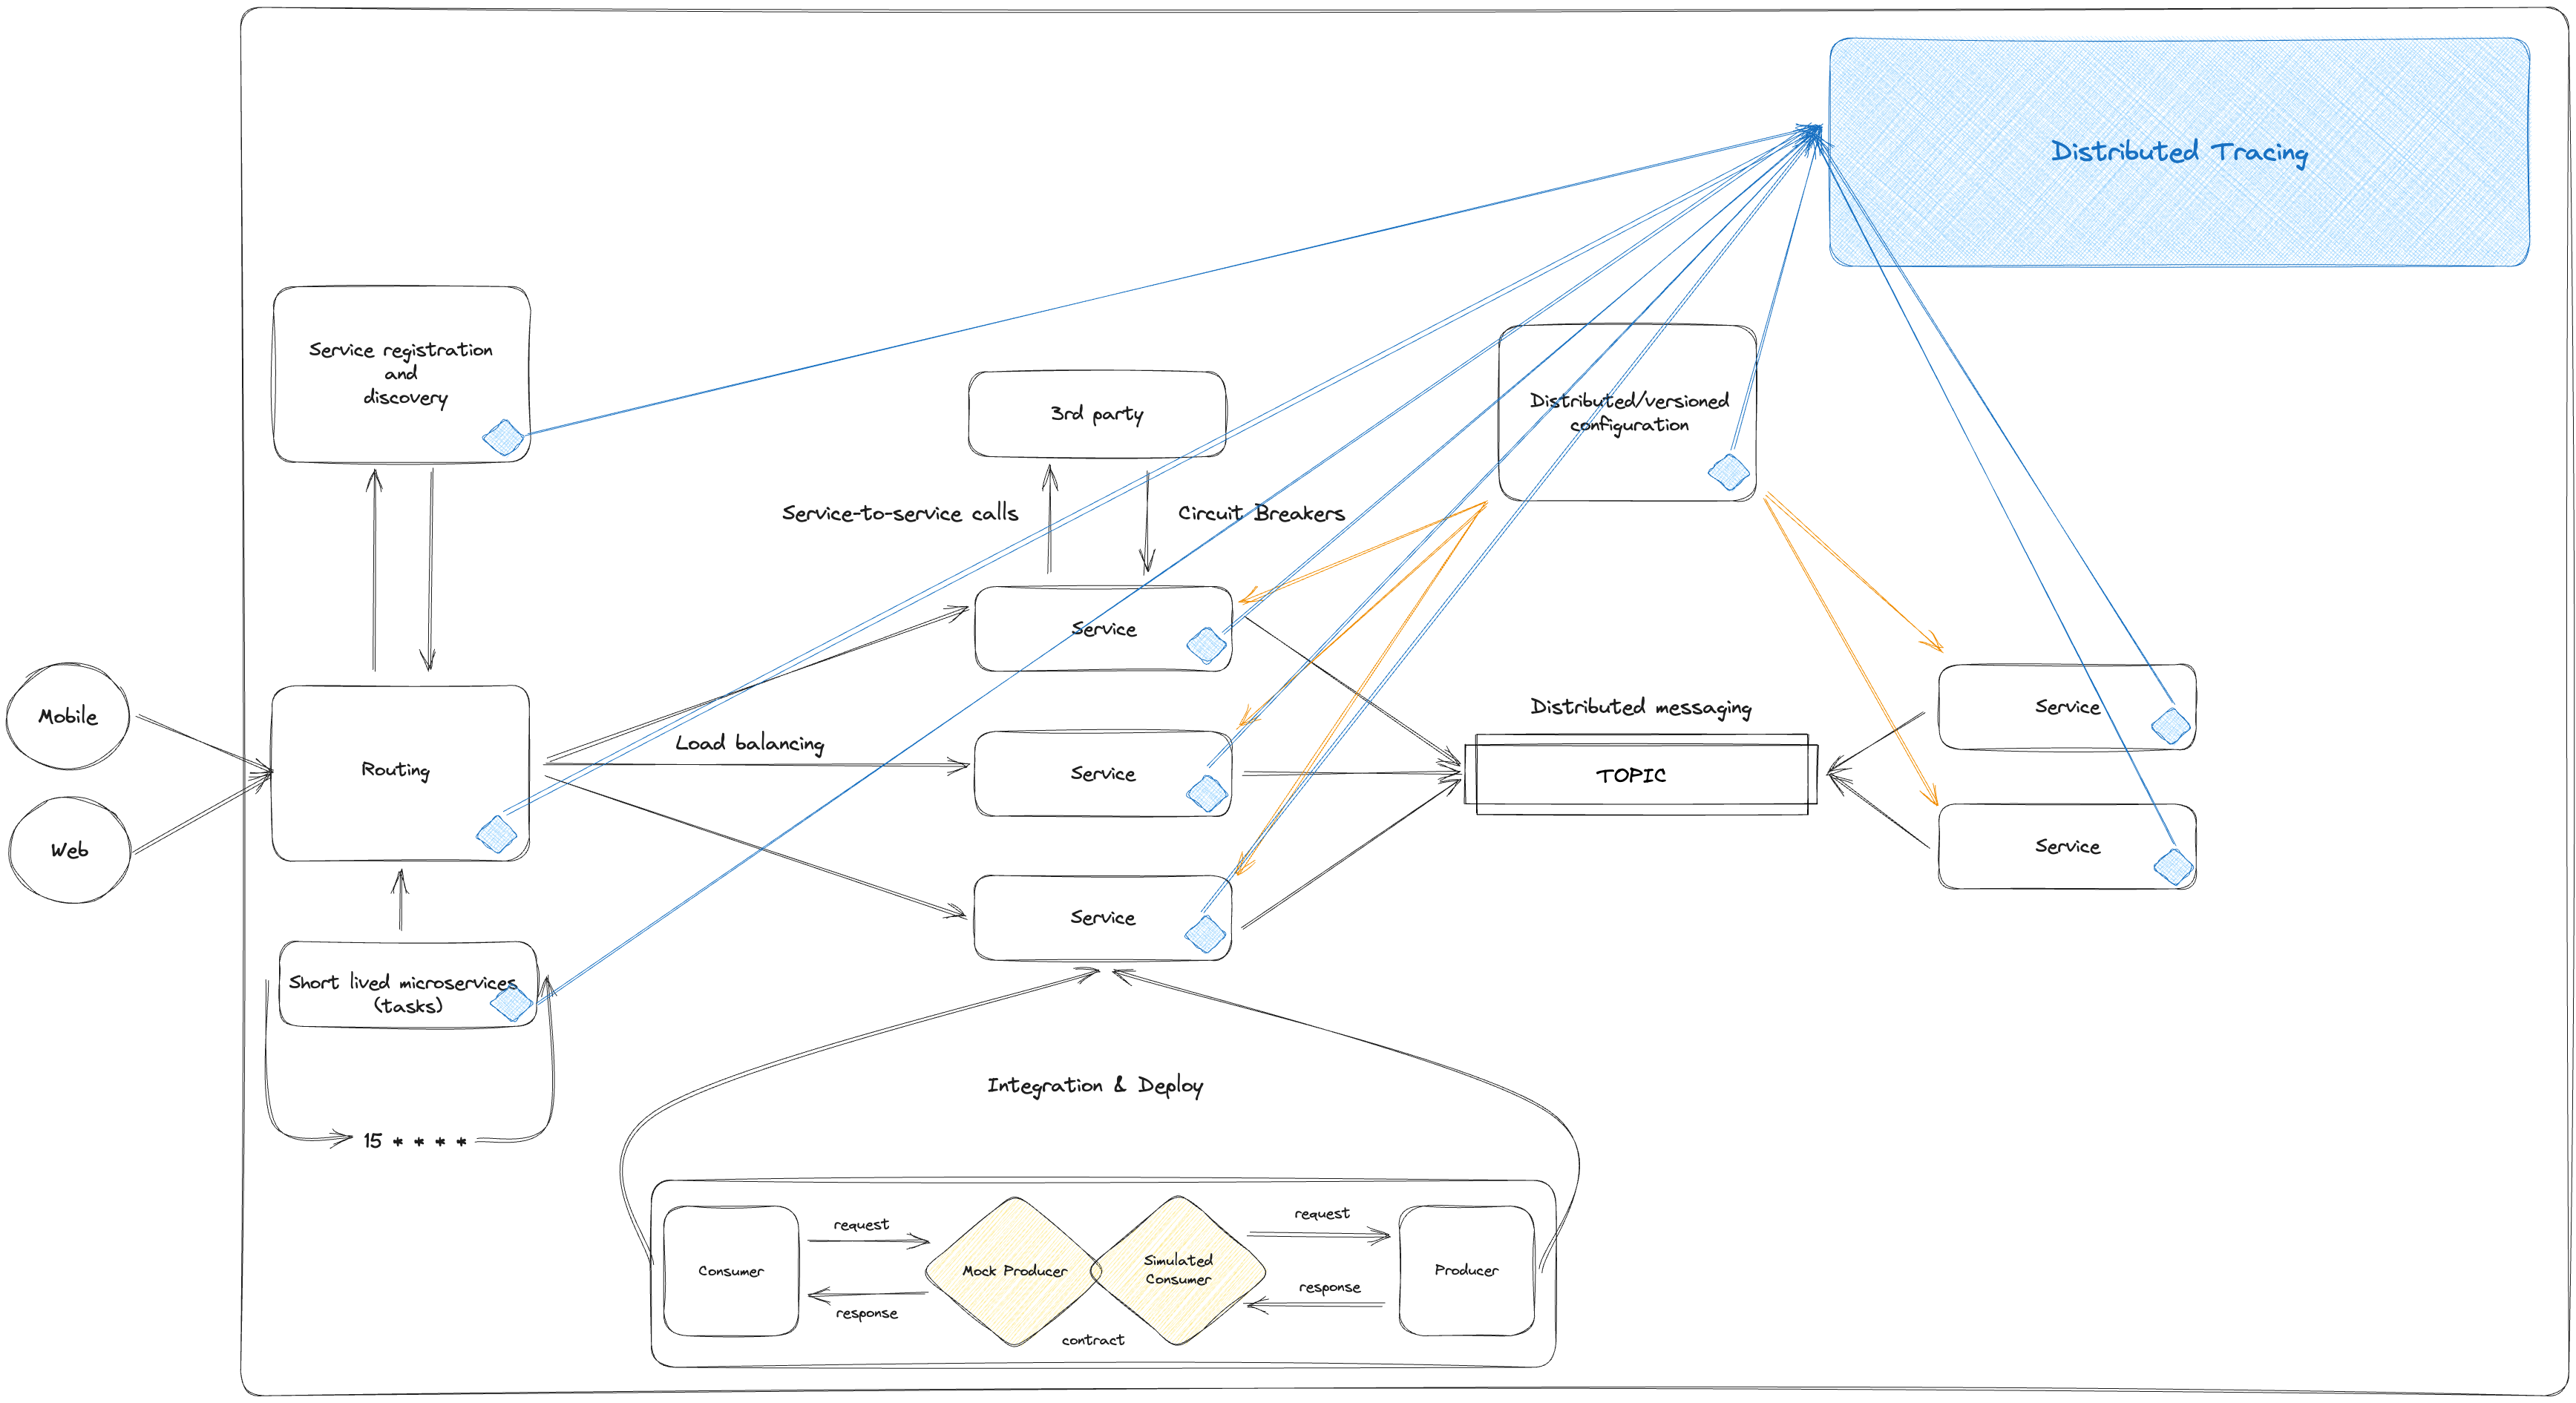 Distributed Tracing
Service registration
and
discovery
3rd party
Distributed/versioned
configuration
Service-to-service calls
Circuit Breakers
Service
Mobile
Web
Routing
Load balancing
Service
Service
Distributed messaging
TOPIC
Service
Service
Short lived microservices
(tasks)
15 * * * *
Integration & Deploy
Consumer
request
response
Mock Producer
Simulated
Consumer
contract
request
response
Producer